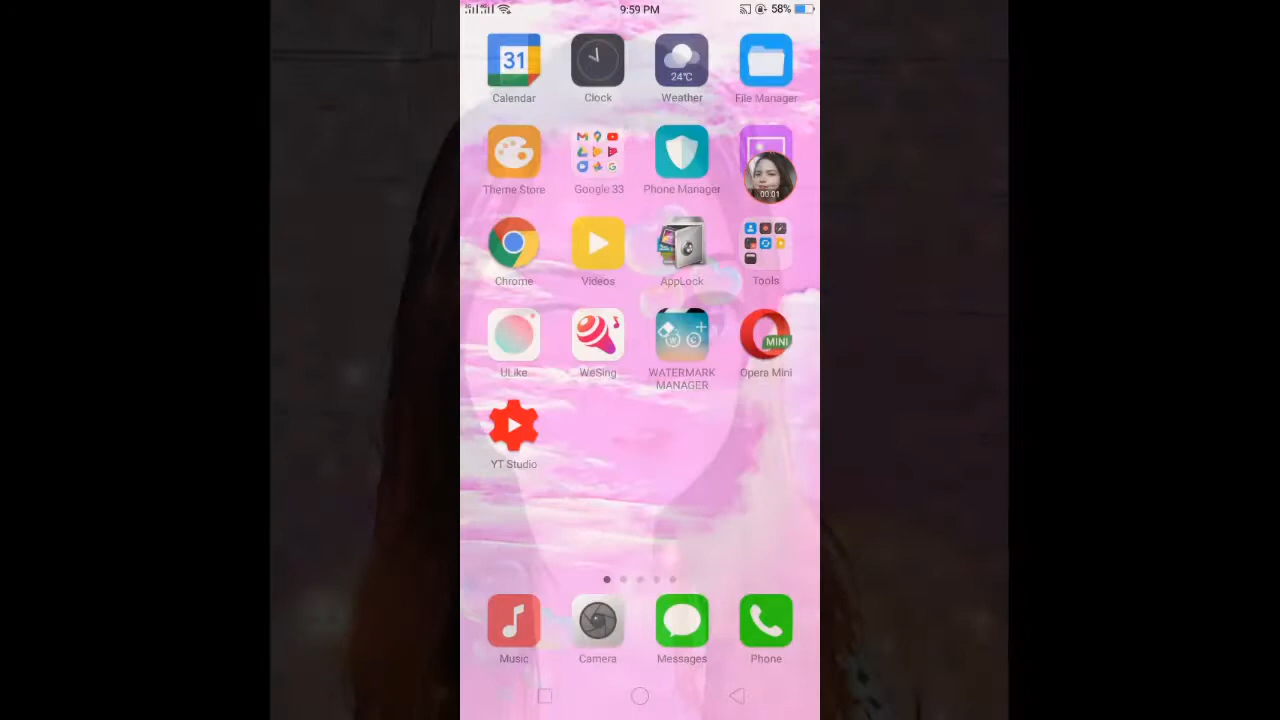 9:59 PM
58%
31
24°C
Calendar
Clock
Weather
File Manager
00:01
Theme Store
Google 33
Phone Manager
Chrome
Videos
AppLock
Tools
MINI
W
C
ULike
WeSing
WATERMARK
MANAGER
Opera Mini
YT Studio
Music
Camera
Messages
Phone